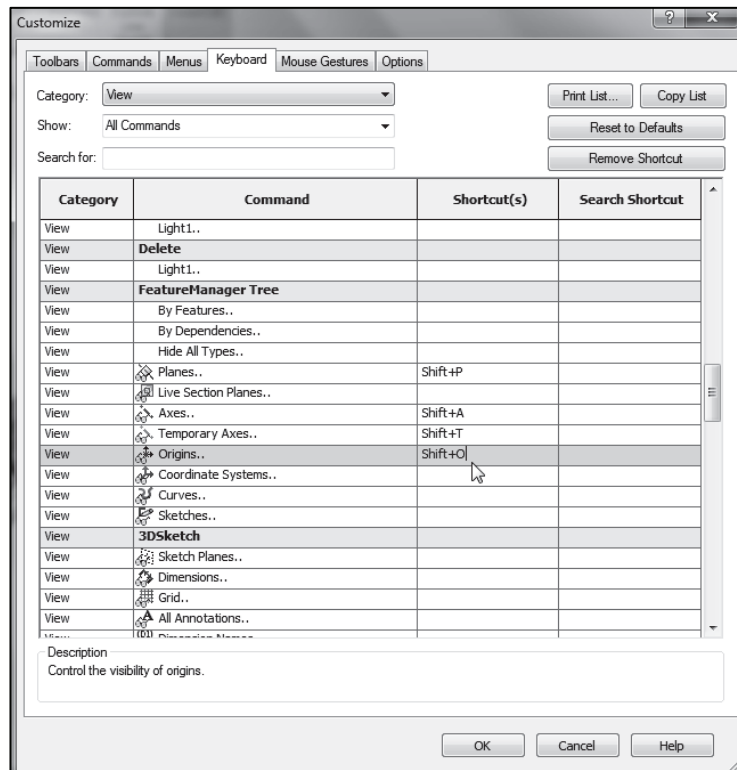 Customize
Toolbars Commands Menus Keyboard Mouse Gestures Options
Category: View Print List... Copy List
Show: All Commands Reset to Defaults
Search for: Remove Shortcut
Category Command Shortcut(s) Search Shortcut
View Light1..
View Delete
View Light1..
View FeatureManager Tree
View By Features..
View By Dependencies..
View Hide All Types..
View Planes.. Shift+P
View Live Section Planes..
View Axes.. Shift+A
View Temporary Axes.. Shift+T
View Origins.. Shift+O
View Coordinate Systems..
View Curves..
View Sketches..
View 3DSketch
View Sketch Planes..
View Dimensions..
View Grid..
View All Annotations..
View Dimension Names
Description
Control the visibility of origins.
OK Cancel Help